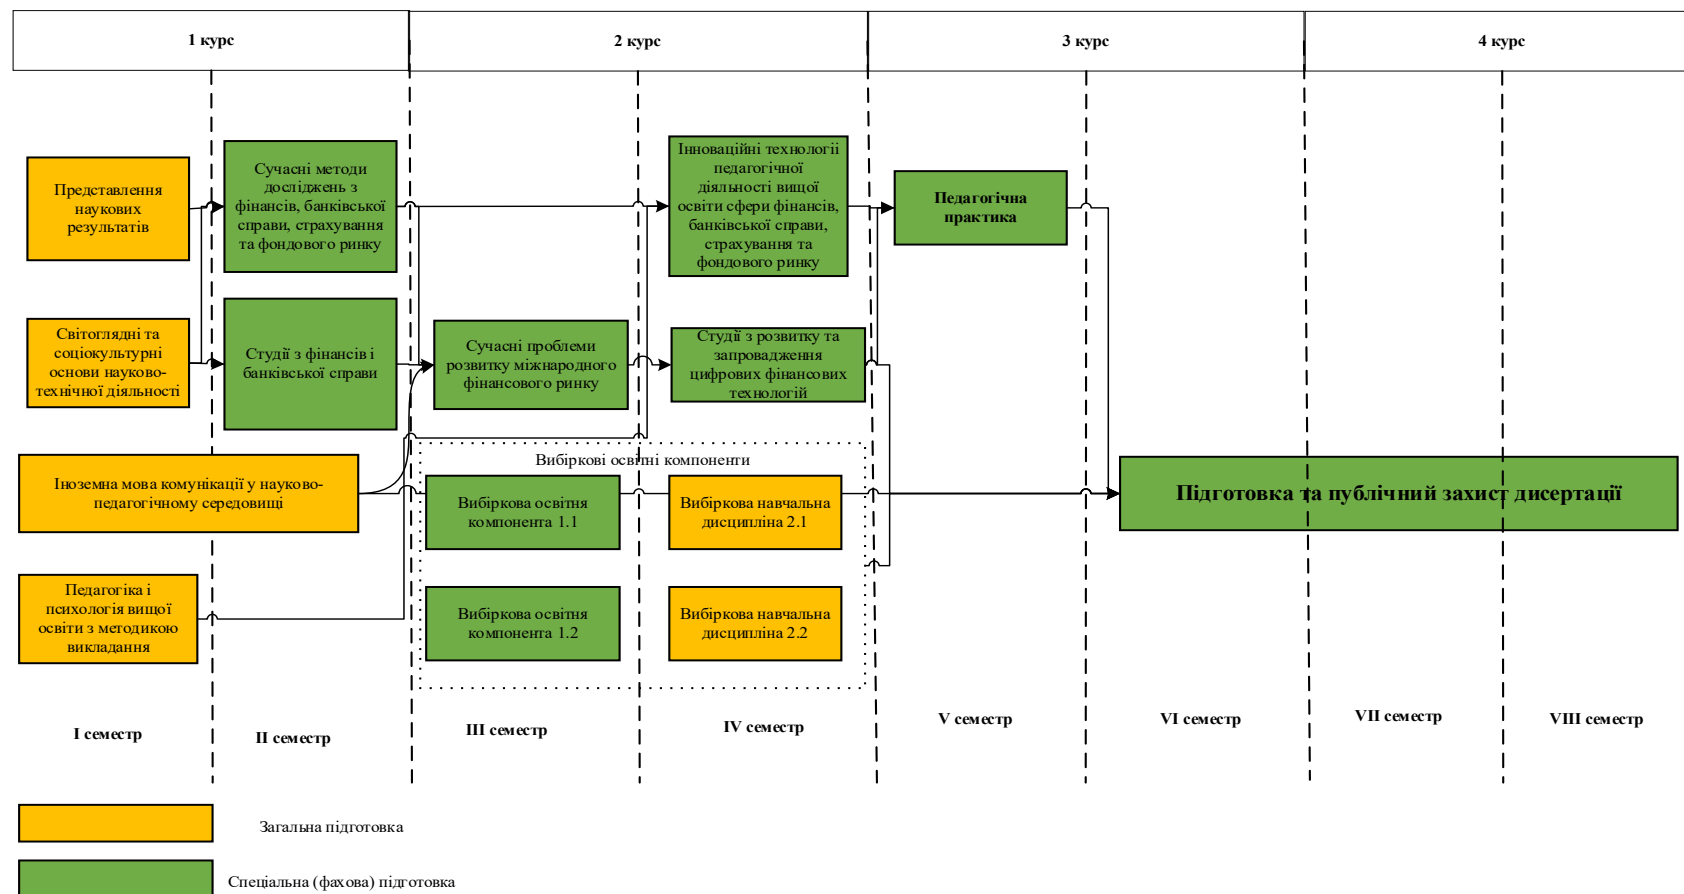 1 курс
2 курс
3 курс
4 курс
Представлення
наукових
результатів
Сучасні методи
досліджень з
фінансів, банківської
справи, страхування
та фондового ринку
Інноваційні технології
педагогічної
діяльності вищої
освіти сфери фінансів,
банківської справи,
страхування та
фондового ринку
Педагогічна
практика
Світоглядні та
соціокультурні
основи науково-
технічної діяльності
Студії з фінансів і
банківської справи
Сучасні проблеми
розвитку міжнародного
фінансового ринку
Студії з розвитку та
запровадження
цифрових фінансових
технологій
Іноземна мова комунікації у науково-
педагогічному середовищі
Вибіркові освітні компоненти
Вибіркова освітня
компонента 1.1
Вибіркова навчальна
дисципліна 2.1
Підготовка та публічний захист дисертації
Педагогіка і
психологія вищої
освіти з методикою
викладання
Вибіркова освітня
компонента 1.2
Вибіркова навчальна
дисципліна 2.2
I семестр
II семестр
III семестр
IV семестр
V семестр
VI семестр
VII семестр
VIII семестр
Загальна підготовка
Спеціальна (фахова) підготовка